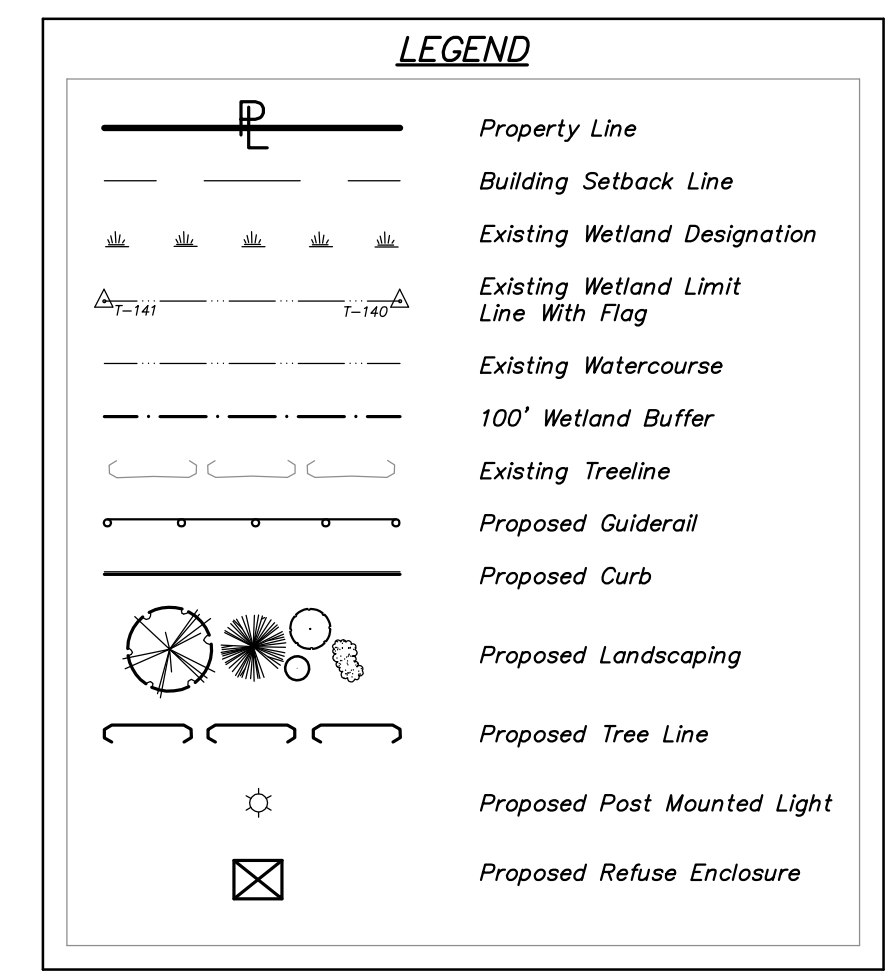 LEGEND
PL
Property Line
Building Setback Line
Existing Wetland Designation
T-141
T-140
Existing Wetland Limit
Line With Flag
Existing Watercourse
100' Wetland Buffer
Existing Treeline
Proposed Guiderail
Proposed Curb
Proposed Landscaping
Proposed Tree Line
Proposed Post Mounted Light
Proposed Refuse Enclosure